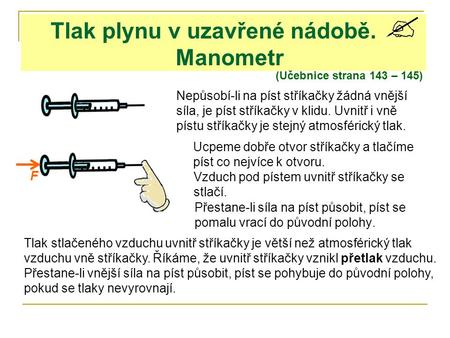 Tlak plynu v uzavřené nádobě.
Manometr
(Učebnice strana 143 – 145)
Nepůsobí-li na píst stříkačky žádná vnější
síla, je píst stříkačky v klidu. Uvnitř i vně
pístu stříkačky je stejný atmosférický tlak.
Ucpeme dobře otvor stříkačky a tlačíme
píst co nejvíce k otvoru.
F
Vzduch pod pístem uvnitř stříkačky se
stlačí.
Přestane-li síla na píst působit, píst se
pomalu vrací do původní polohy.
Tlak stlačeného vzduchu uvnitř stříkačky je větší než atmosférický tlak
vzduchu vně stříkačky. Říkáme, že uvnitř stříkačky vznikl přetlak vzduchu.
Přestane-li vnější síla na píst působit, píst se pohybuje do původní polohy,
pokud se tlaky nevyrovnají.